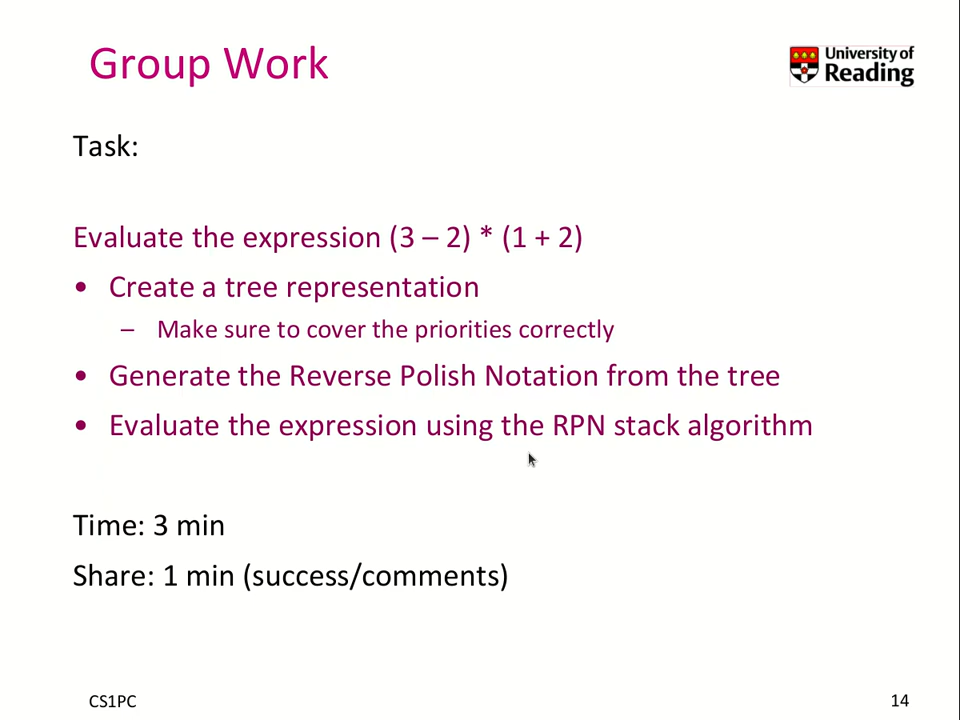 Group Work
University of
Reading
Task:
Evaluate the expression (3 – 2) * (1 + 2)
• Create a tree representation
– Make sure to cover the priorities correctly
• Generate the Reverse Polish Notation from the tree
• Evaluate the expression using the RPN stack algorithm
Time: 3 min
Share: 1 min (success/comments)
CS1PC
14